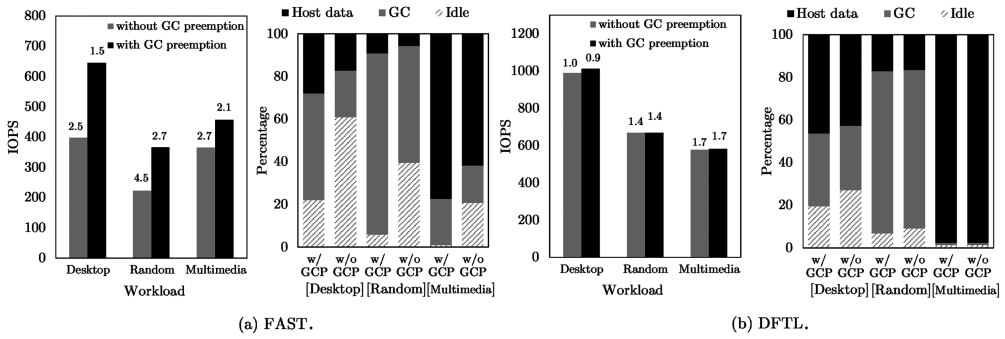 without GC preemption
with GC preemption
IOPS
800
700
600
500
400
300
200
100
0
2.5
1.5
4.5
2.7
2.7
2.1
Desktop
Random
Multimedia
Workload
Host data
GC
Idle
Percentage
100
80
60
40
20
0
w/ GCP
w/o GCP
w/ GCP
w/o GCP
w/ GCP
w/o GCP
[Desktop]
[Random]
[Multimedia]
(a) FAST.
without GC preemption
with GC preemption
IOPS
1200
1000
800
600
400
200
0
1.0
0.9
1.4
1.4
1.7
1.7
Desktop
Random
Multimedia
Workload
Host data
GC
Idle
Percentage
100
80
60
40
20
0
w/ GCP
w/o GCP
w/ GCP
w/o GCP
w/ GCP
w/o GCP
[Desktop]
[Random]
[Multimedia]
(b) DFTL.